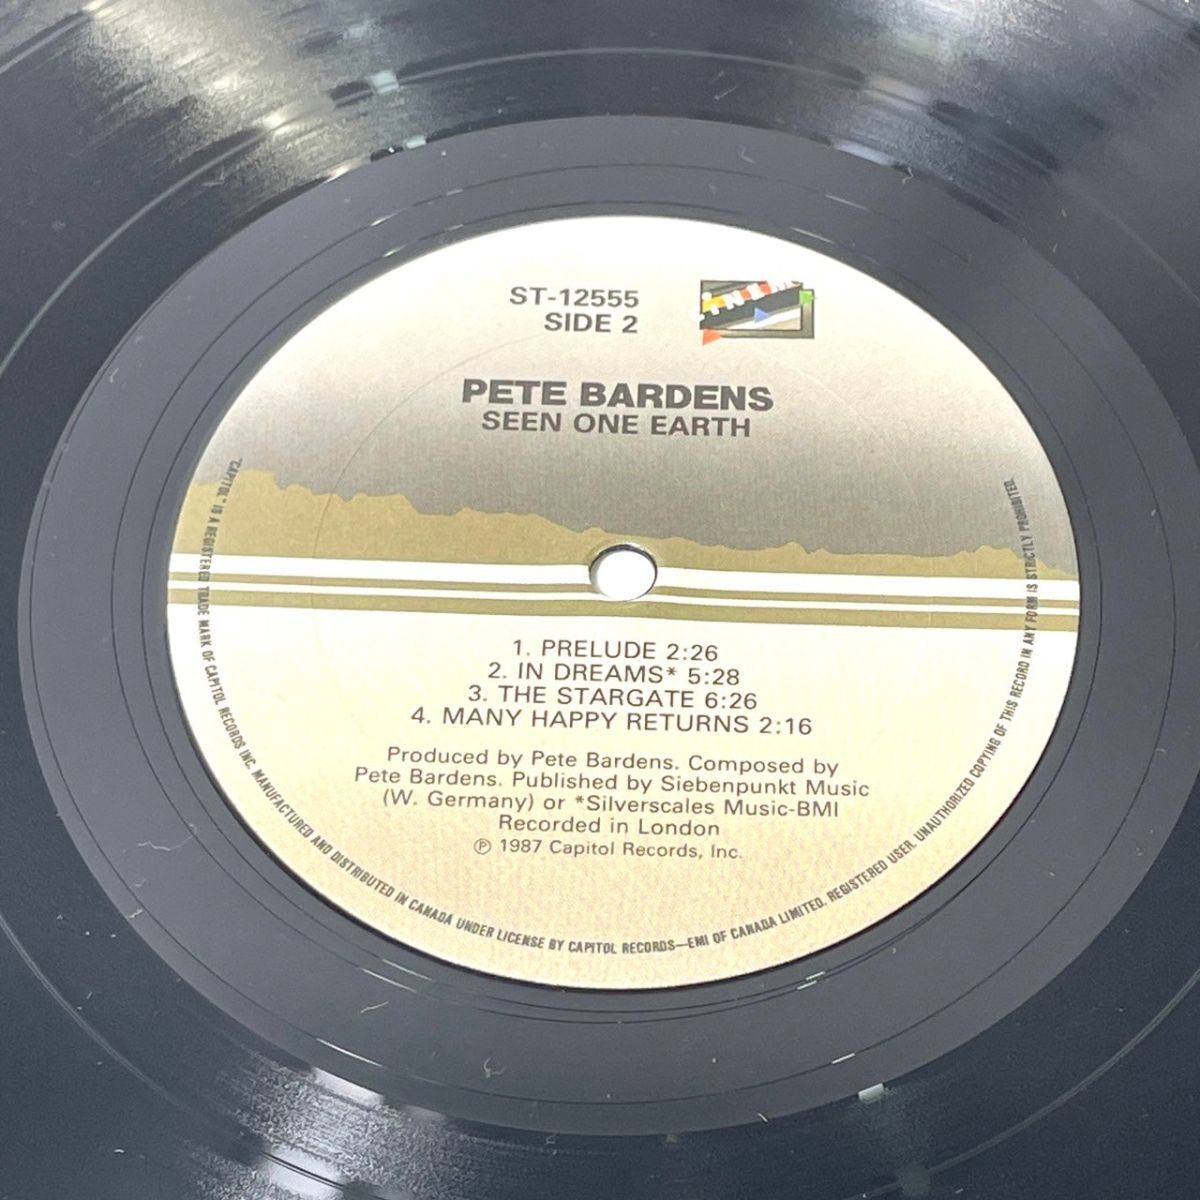 ST-12555
SIDE 2
CINEMA
PETE BARDENS
SEEN ONE EARTH
1. PRELUDE 2:26
2. IN DREAMS* 5:28
3. THE STARGATE 6:26
4. MANY HAPPY RETURNS 2:16
Produced by Pete Bardens. Composed by
Pete Bardens. Published by Siebenpunkt Music
(W. Germany) or *Silverscales Music-BMI
Recorded in London
℗ 1987 Capitol Records, Inc.
"CAPITOL" IS A REGISTERED TRADE MARK OF CAPITOL RECORDS INC. MANUFACTURED AND DISTRIBUTED IN CANADA UNDER LICENSE BY CAPITOL RECORDS—EMI OF CANADA LIMITED. REGISTERED USER. UNAUTHORIZED COPYING OF THIS RECORD IN ANY FORM IS STRICTLY PROHIBITED.